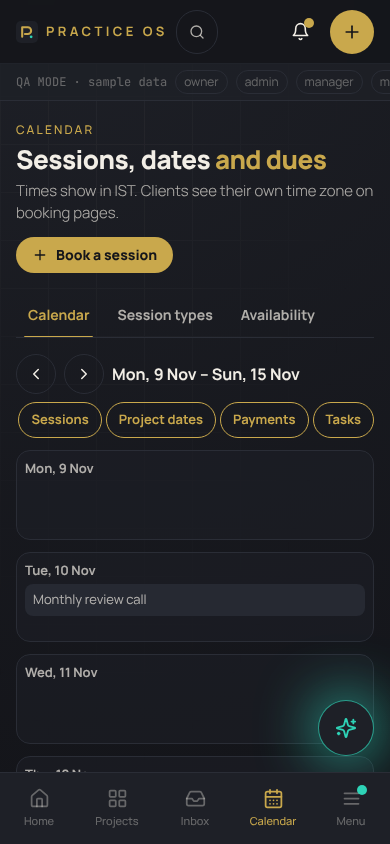 PRACTICE OS
QA MODE · sample data owner admin manager
CALENDAR
Sessions, dates and dues
Times show in IST. Clients see their own time zone on
booking pages.
Book a session
Calendar Session types Availability
Mon, 9 Nov – Sun, 15 Nov
Sessions Project dates Payments Tasks
Mon, 9 Nov
Tue, 10 Nov
Monthly review call
Wed, 11 Nov
Home Projects Inbox Calendar Menu